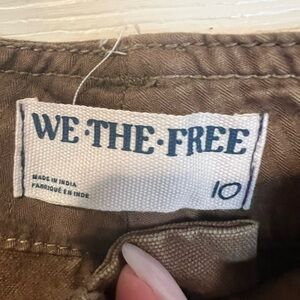 WE·THE·FREE
MADE IN INDIA
FABRIQUÉ EN INDE
10